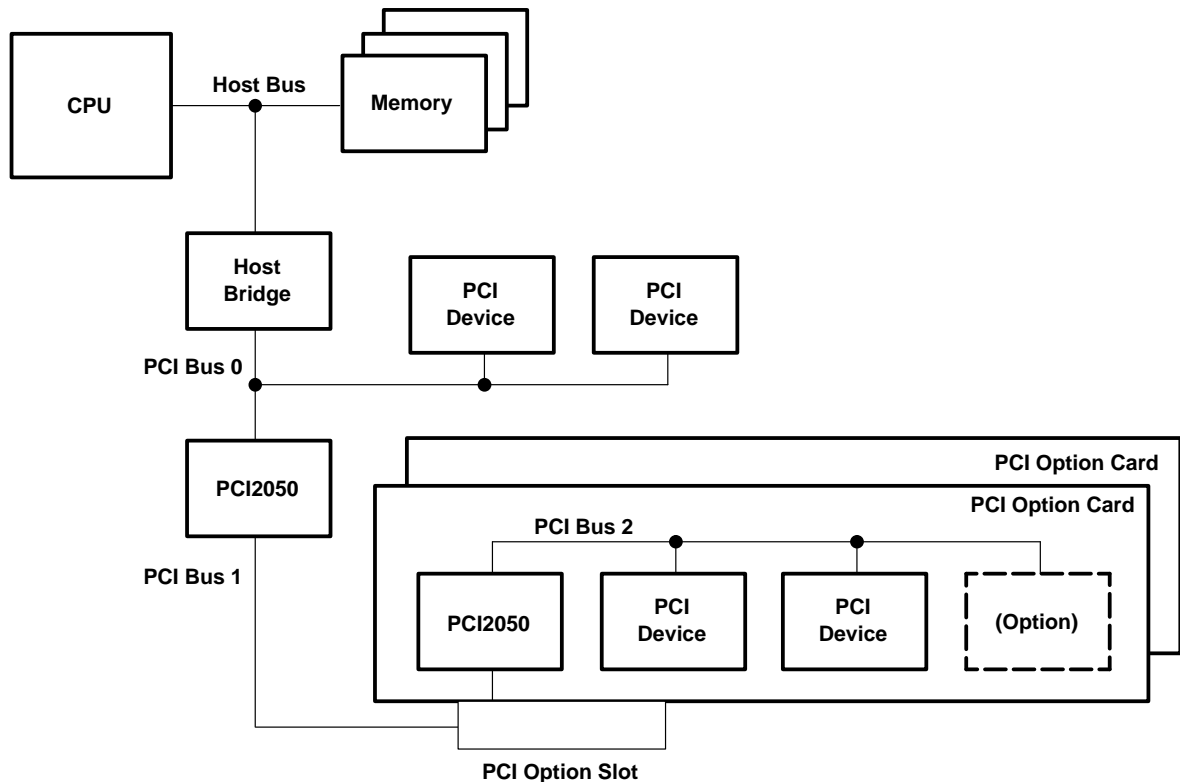 Host Bus
CPU
Memory
Host
Bridge
PCI
Device
PCI
Device
PCI Bus 0
PCI2050
PCI Option Card
PCI Option Card
PCI Bus 2
PCI Bus 1
PCI2050
PCI
Device
PCI
Device
(Option)
PCI Option Slot